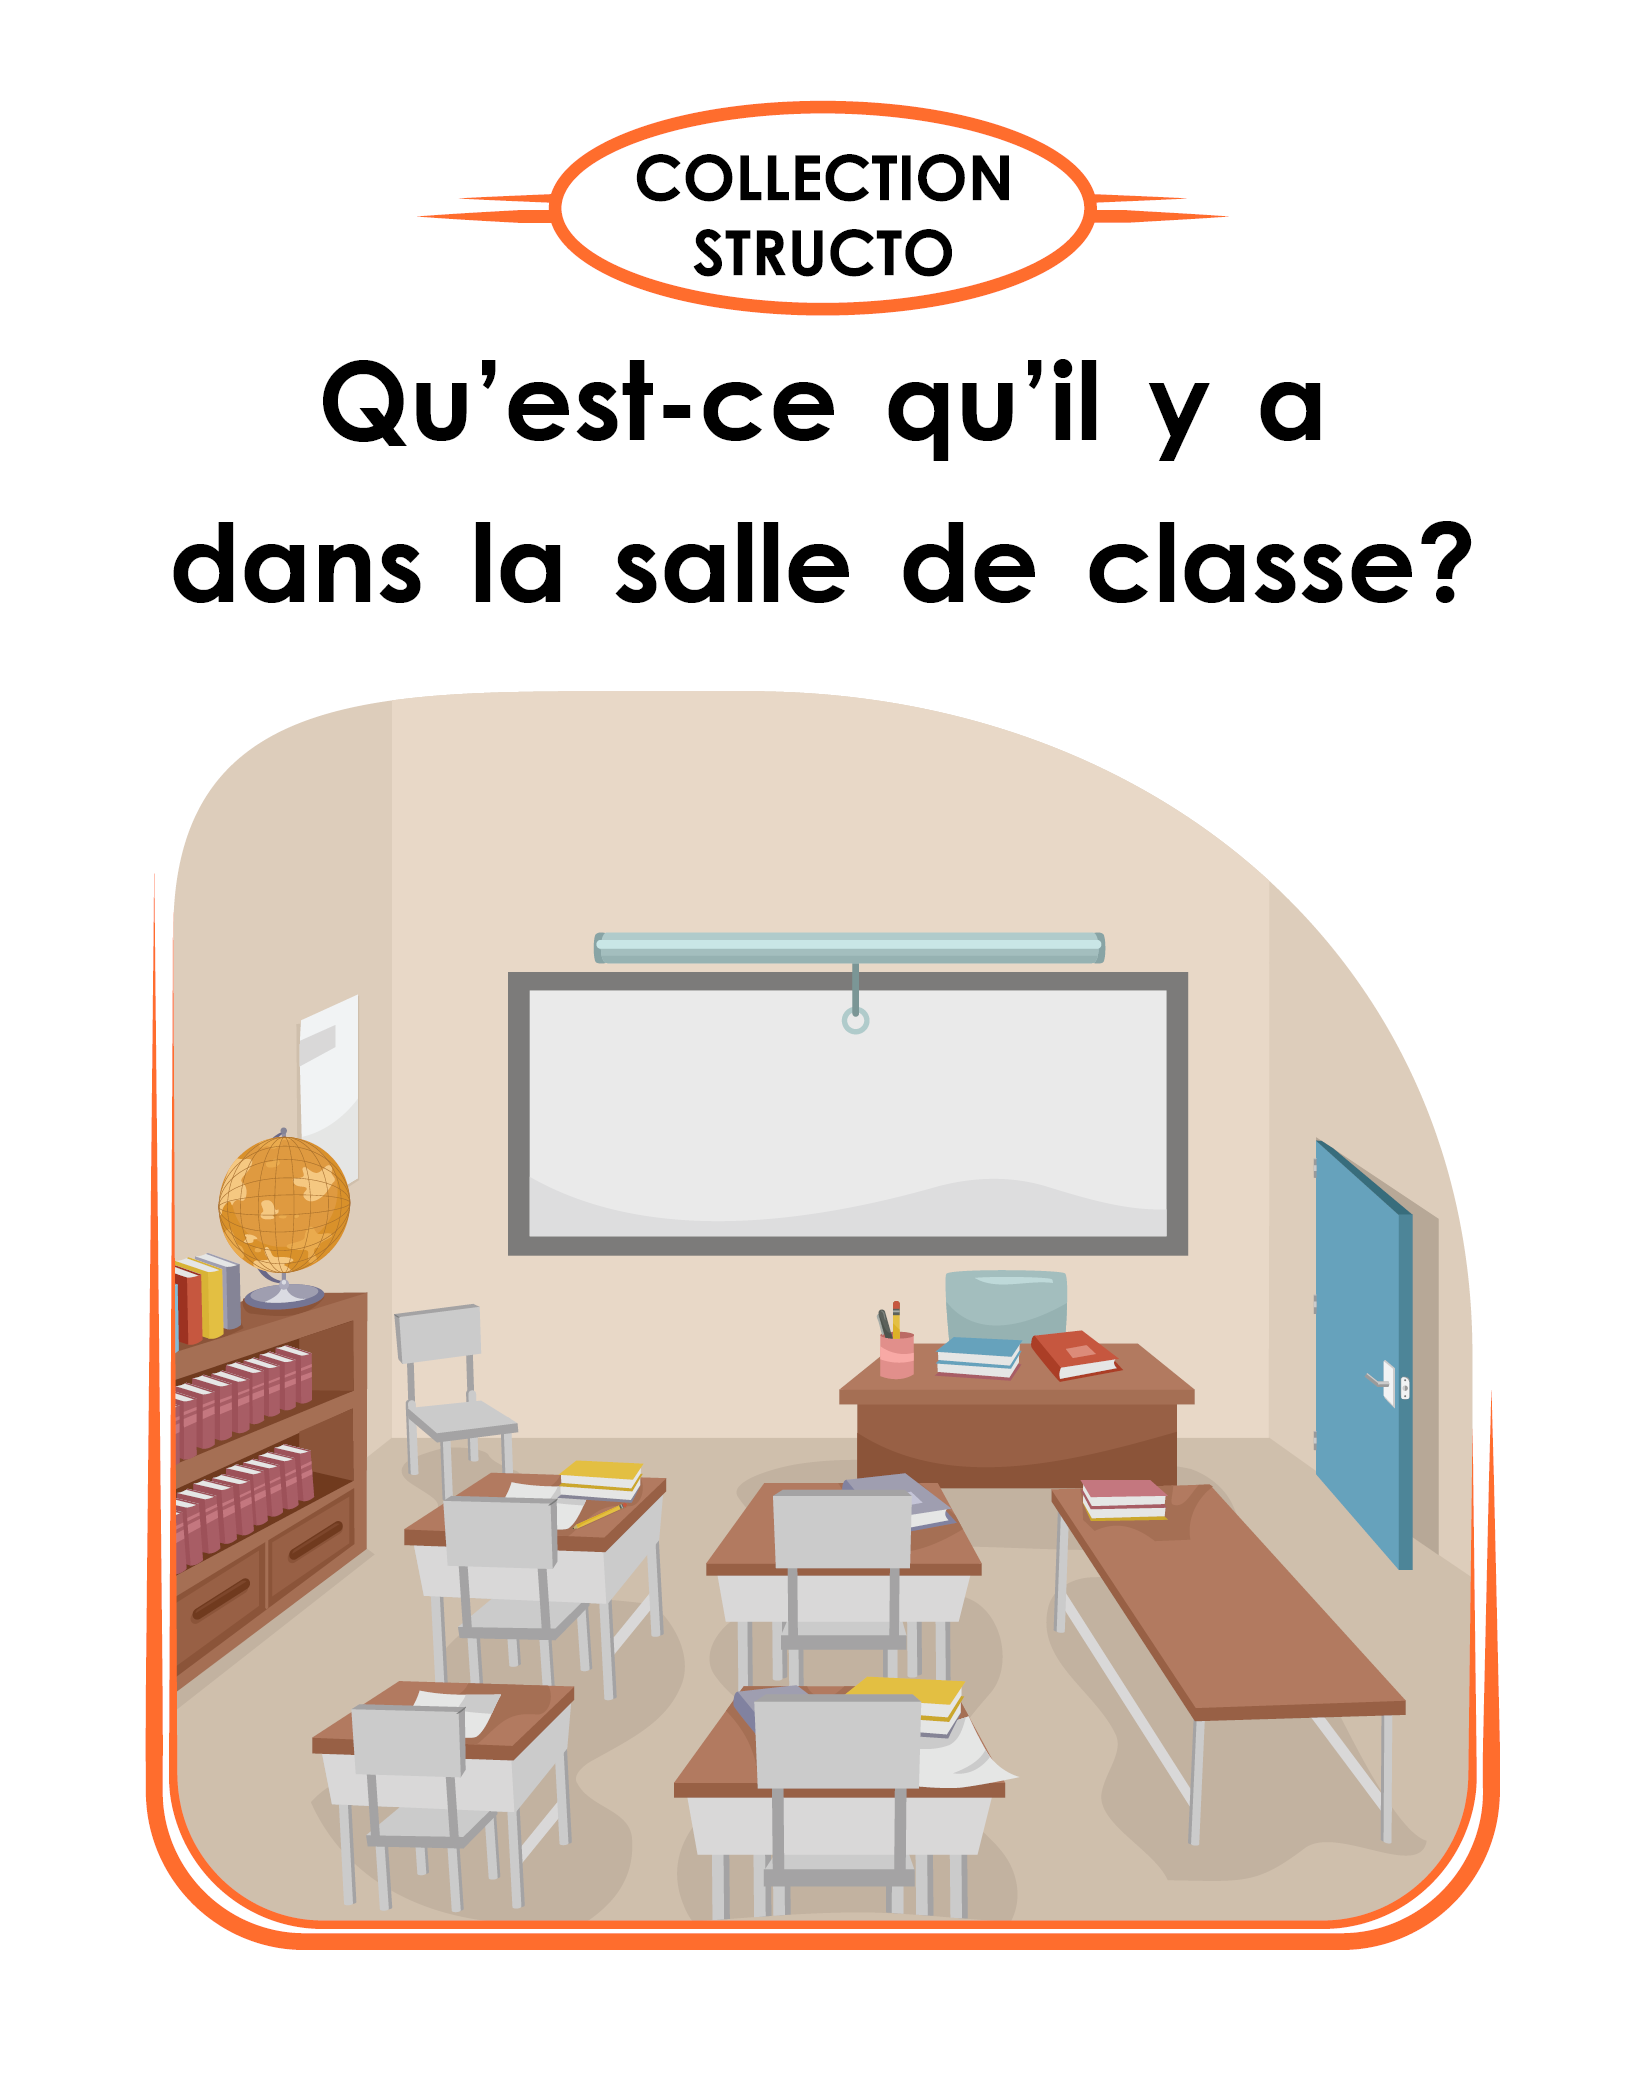 COLLECTION
STRUCTO
Qu’est-ce qu’il y a
dans la salle de classe?